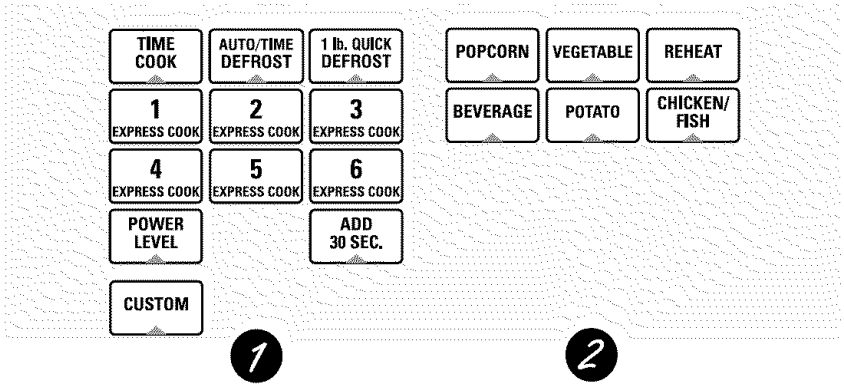 TIME
COOK
AUTO/TIME
DEFROST
1 lb. QUICK
DEFROST
1
EXPRESS COOK
2
EXPRESS COOK
3
EXPRESS COOK
4
EXPRESS COOK
5
EXPRESS COOK
6
EXPRESS COOK
POWER
LEVEL
ADD
30 SEC.
CUSTOM
1
POPCORN
VEGETABLE
REHEAT
BEVERAGE
POTATO
CHICKEN/
FISH
2